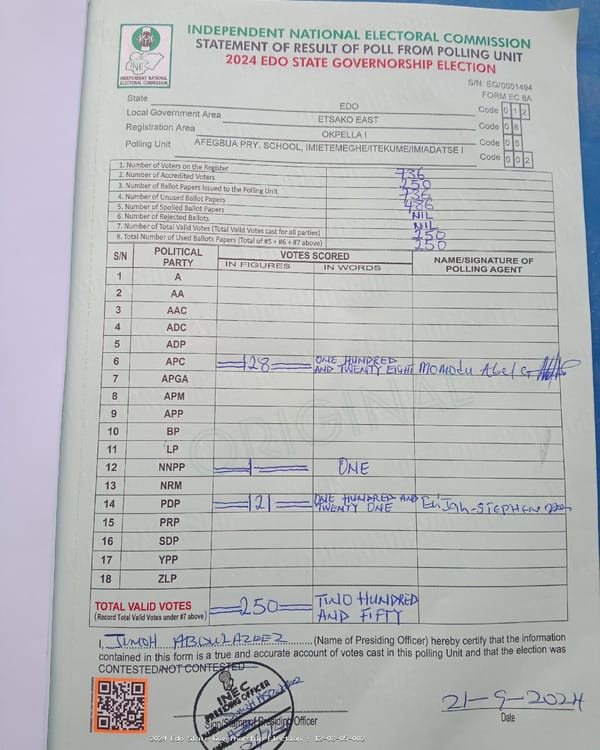 INDEPENDENT NATIONAL ELECTORAL COMMISSION
STATEMENT OF RESULT OF POLL FROM POLLING UNIT
2024 EDO STATE GOVERNORSHIP ELECTION
INEC
INDEPENDENT NATIONAL
ELECTORAL COMMISSION
S/N: EG/0001494
FORM EC 8A
State EDO Code 0 1 2
Local Government Area ETSAKO EAST Code 0 8
Registration Area OKPELLA I Code 0 5
Polling Unit AFEGBUA PRY. SCHOOL, IMIETEMEGHE/ITEKUME/IMIADATSE I Code 0 0 2
1. Number of Voters on the Register 736
2. Number of Accredited Voters 250
3. Number of Ballot Papers Issued to the Polling Unit 736
4. Number of Unused Ballot Papers 486
5. Number of Spoiled Ballot Papers NIL
6. Number of Rejected Ballots NIL
7. Number of Total Valid Votes (Total Valid Votes cast for all parties) 250
8. Total Number of Used Ballots Papers (Total of #5 + #6 + #7 above) 250
S/N POLITICAL PARTY VOTES SCORED NAME/SIGNATURE OF POLLING AGENT
IN FIGURES IN WORDS
1 A
2 AA
3 AAC
4 ADC
5 ADP
6 APC 128 ONE HUNDRED AND TWENTY EIGHT MOMODU Abel G
7 APGA
8 APM
9 APP
10 BP
11 LP
12 NNPP 1 ONE
13 NRM
14 PDP 121 ONE HUNDRED AND TWENTY ONE Elijah-STEPHEN
15 PRP
16 SDP
17 YPP
18 ZLP
ORIGINAL
TOTAL VALID VOTES 250 TWO HUNDRED AND FIFTY
(Record Total Valid Votes under #7 above)
I, JIMOH ABDULAZEEZ (Name of Presiding Officer) hereby certify that the information
contained in this form is a true and accurate account of votes cast in this polling Unit and that the election was
CONTESTED/NOT CONTESTED
INEC
PRESIDING OFFICER
21-9-2024
Date
2024 Edo State Governorship Election - 12-08-05-002